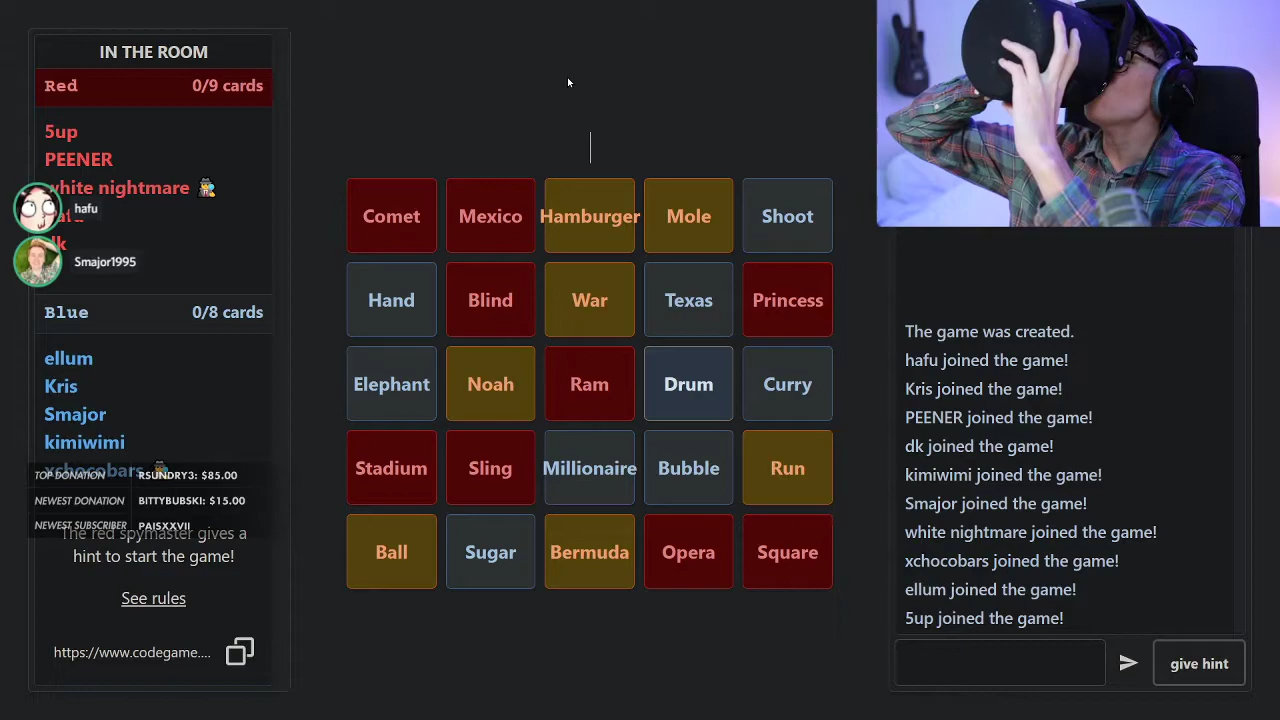 IN THE ROOM
Red 0/9 cards
5up
PEENER
white nightmare
hafu
dk
Smajor1995
Blue 0/8 cards
ellum
Kris
Smajor
kimiwimi
xchocobars
TOP DONATION RSUNDRY3: $85.00
NEWEST DONATION BITTYBUBSKI: $15.00
NEWEST SUBSCRIBER PAISXXVII
The red spymaster gives a
hint to start the game!
See rules
https://www.codegame....
Comet Mexico Hamburger Mole Shoot
Hand Blind War Texas Princess
Elephant Noah Ram Drum Curry
Stadium Sling Millionaire Bubble Run
Ball Sugar Bermuda Opera Square
The game was created.
hafu joined the game!
Kris joined the game!
PEENER joined the game!
dk joined the game!
kimiwimi joined the game!
Smajor joined the game!
white nightmare joined the game!
xchocobars joined the game!
ellum joined the game!
5up joined the game!
give hint